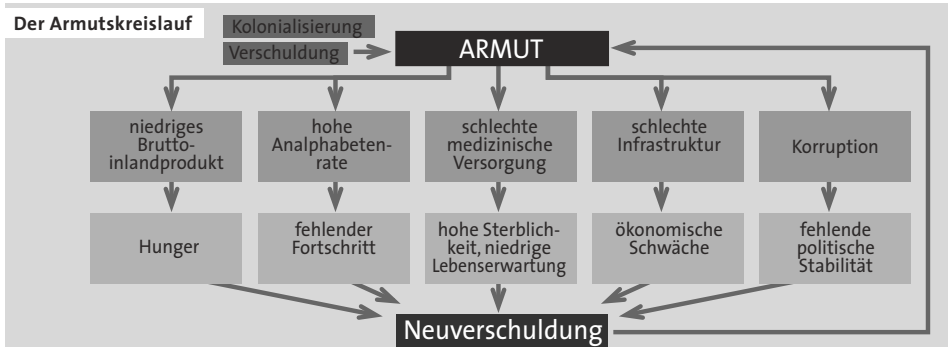 Der Armutskreislauf
Kolonialisierung
Verschuldung
ARMUT
niedriges
Brutto-
inlandprodukt
hohe
Analphabeten-
rate
schlechte
medizinische
Versorgung
schlechte
Infrastruktur
Korruption
Hunger
fehlender
Fortschritt
hohe Sterblich-
keit, niedrige
Lebenserwartung
ökonomische
Schwäche
fehlende
politische
Stabilität
Neuverschuldung